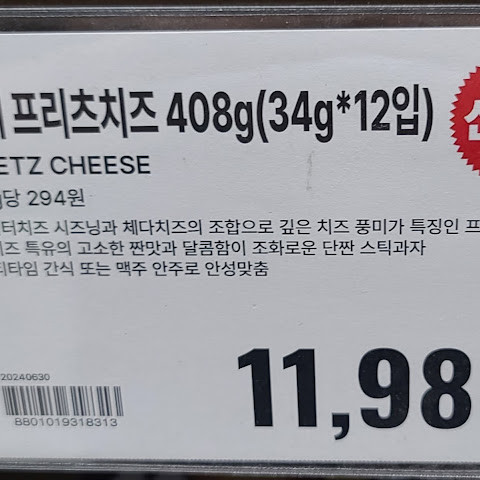 프리츠치즈 408g(34g*12입)
ETZ CHEESE
당 294원
터치즈 시즈닝과 체다치즈의 조합으로 깊은 치즈 풍미가 특징인 프
즈 특유의 고소한 짠맛과 달콤함이 조화로운 단짠 스틱과자
티타임 간식 또는 맥주 안주로 안성맞춤
11,98
20240630
8801019318313